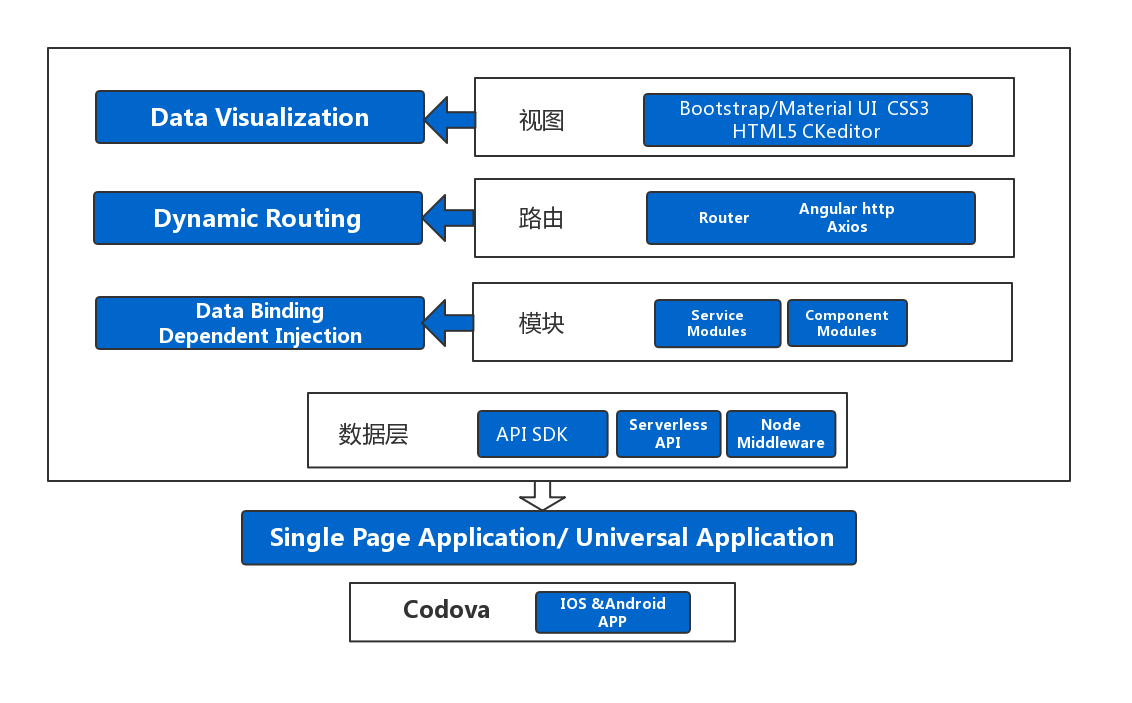 Data Visualization
视图
Bootstrap/Material UI  CSS3
HTML5 CKeditor
Dynamic Routing
路由
Router
Angular http
Axios
Data Binding
Dependent Injection
模块
Service
Modules
Component
Modules
数据层
API SDK
Serverless
API
Node
Middleware
Single Page Application/ Universal Application
Codova
IOS &Android
APP